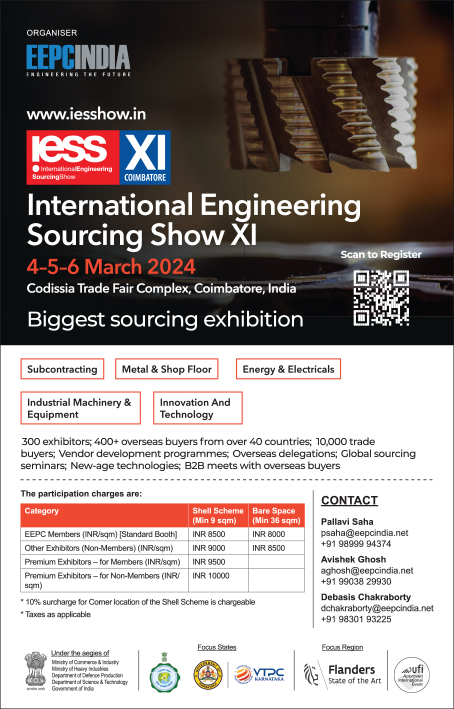 ORGANISER
EEPCINDIA
ENGINEERING THE FUTURE
www.iesshow.in
iess XI
InternationalEngineering
SourcingShow
COIMBATORE
International Engineering
Sourcing Show XI
4-5-6 March 2024
Codissia Trade Fair Complex, Coimbatore, India
Scan to Register
Biggest sourcing exhibition
Subcontracting
Metal & Shop Floor
Energy & Electricals
Industrial Machinery &
Equipment
Innovation And
Technology
300 exhibitors; 400+ overseas buyers from over 40 countries; 10,000 trade
buyers; Vendor development programmes; Overseas delegations; Global sourcing
seminars; New-age technologies; B2B meets with overseas buyers
The participation charges are:
Category Shell Scheme (Min 9 sqm) Bare Space (Min 36 sqm)
EEPC Members (INR/sqm) [Standard Booth] INR 8500 INR 8000
Other Exhibitors (Non-Members) (INR/sqm) INR 9000 INR 8500
Premium Exhibitors – for Members (INR/sqm) INR 9500
Premium Exhibitors – for Non-Members (INR/
sqm) INR 10000
* 10% surcharge for Corner location of the Shell Scheme is chargeable
* Taxes as applicable
CONTACT
Pallavi Saha
psaha@eepcindia.net
+91 98999 94374
Avishek Ghosh
aghosh@eepcindia.net
+91 99038 29930
Debasis Chakraborty
dchakraborty@eepcindia.net
+91 98301 93225
Under the aegies of
Ministry of Commerce & Industry
Ministry of Heavy Industries
Department of Defence Production
Department of Science & Technology
Government of India
Focus States
VTPC
KARNATAKA
Focus Region
Flanders
State of the Art
ufi
Approved
International
Event